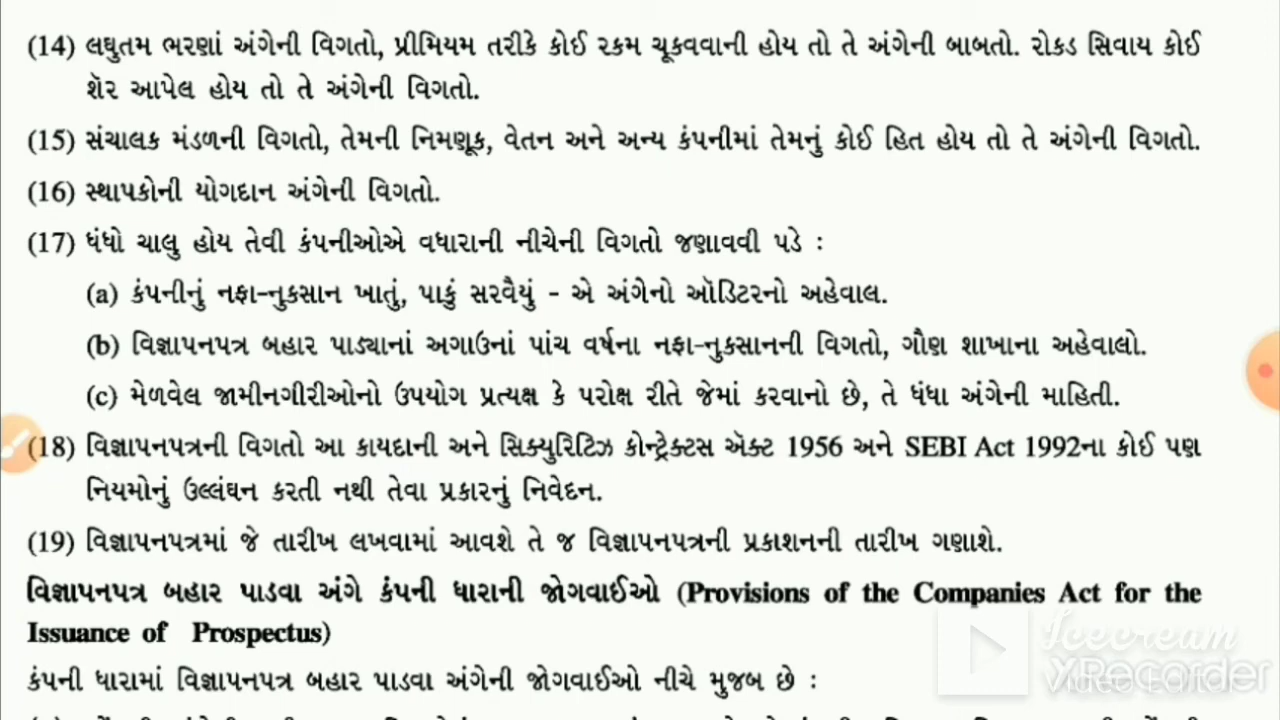 (14) લઘુતમ ભરણાં અંગેની વિગતો, પ્રીમિયમ તરીકે કોઈ રકમ ચૂકવવાની હોય તો તે અંગેની બાબતો. રોકડ સિવાય કોઈ
શૅર આપેલ હોય તો તે અંગેની વિગતો.
(15) સંચાલક મંડળની વિગતો, તેમની નિમણૂક, વેતન અને અન્ય કંપનીમાં તેમનું કોઈ હિત હોય તો તે અંગેની વિગતો.
(16) સ્થાપકોની યોગદાન અંગેની વિગતો.
(17) ધંધો ચાલુ હોય તેવી કંપનીઓએ વધારાની નીચેની વિગતો જણાવવી પડે :
(a) કંપનીનું નફા-નુકસાન ખાતું, પાકું સરવૈયું - એ અંગેનો ઑડિટરનો અહેવાલ.
(b) વિજ્ઞાપનપત્ર બહાર પાડ્યાનાં અગાઉનાં પાંચ વર્ષના નફા-નુકસાનની વિગતો, ગૌણ શાખાના અહેવાલો.
(c) મેળવેલ જામીનગીરીઓનો ઉપયોગ પ્રત્યક્ષ કે પરોક્ષ રીતે જેમાં કરવાનો છે, તે ધંધા અંગેની માહિતી.
(18) વિજ્ઞાપનપત્રની વિગતો આ કાયદાની અને સિક્યુરિટિઝ કોન્ટ્રેક્ટસ ઍક્ટ 1956 અને SEBI Act 1992ના કોઈ પણ
નિયમોનું ઉલ્લંઘન કરતી નથી તેવા પ્રકારનું નિવેદન.
(19) વિજ્ઞાપનપત્રમાં જે તારીખ લખવામાં આવશે તે જ વિજ્ઞાપનપત્રની પ્રકાશનની તારીખ ગણાશે.
વિજ્ઞાપનપત્ર બહાર પાડવા અંગે કંપની ધારાની જોગવાઈઓ (Provisions of the Companies Act for the
Issuance of Prospectus)
કંપની ધારામાં વિજ્ઞાપનપત્ર બહાર પાડવા અંગેની જોગવાઈઓ નીચે મુજબ છે :
Icecream
XRecorder
Video Editor